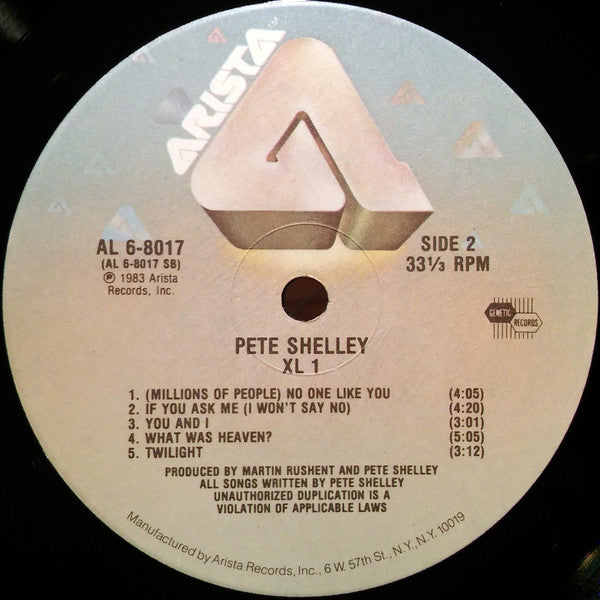 ARISTA™
AL 6-8017
(AL 6-8017 SB)
℗ 1983 Arista
Records, Inc.
SIDE 2
33⅓ RPM
GENETIC
RECORDS
PETE SHELLEY
XL 1
1. (MILLIONS OF PEOPLE) NO ONE LIKE YOU (4:05)
2. IF YOU ASK ME (I WON'T SAY NO) (4:20)
3. YOU AND I (3:01)
4. WHAT WAS HEAVEN? (5:05)
5. TWILIGHT (3:12)
PRODUCED BY MARTIN RUSHENT AND PETE SHELLEY
ALL SONGS WRITTEN BY PETE SHELLEY
UNAUTHORIZED DUPLICATION IS A
VIOLATION OF APPLICABLE LAWS
Manufactured by Arista Records, Inc., 6 W. 57th St., N.Y., N.Y. 10019